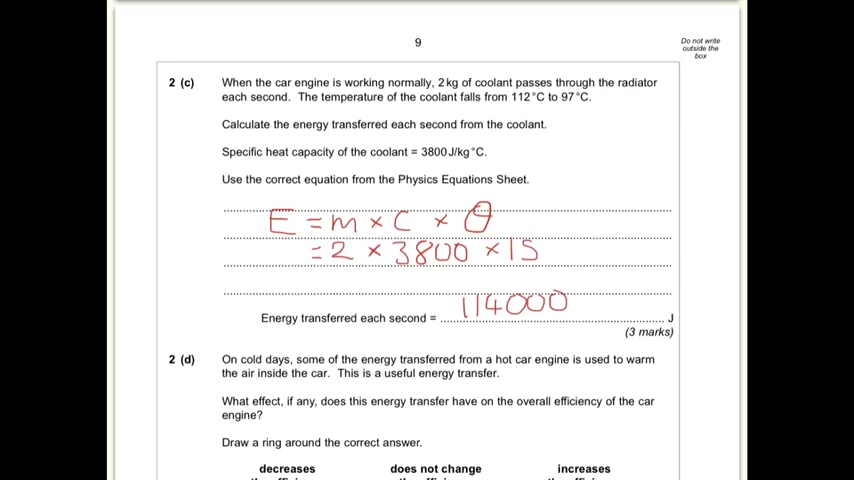 9
Do not write
outside the
box
2 (c) When the car engine is working normally, 2 kg of coolant passes through the radiator
each second. The temperature of the coolant falls from 112 °C to 97 °C.
Calculate the energy transferred each second from the coolant.
Specific heat capacity of the coolant = 3800 J/kg °C.
Use the correct equation from the Physics Equations Sheet.
E = m × c × θ
= 2 × 3800 × 15
114000
Energy transferred each second = ............ J
(3 marks)
2 (d) On cold days, some of the energy transferred from a hot car engine is used to warm
the air inside the car. This is a useful energy transfer.
What effect, if any, does this energy transfer have on the overall efficiency of the car
engine?
Draw a ring around the correct answer.
decreases does not change increases